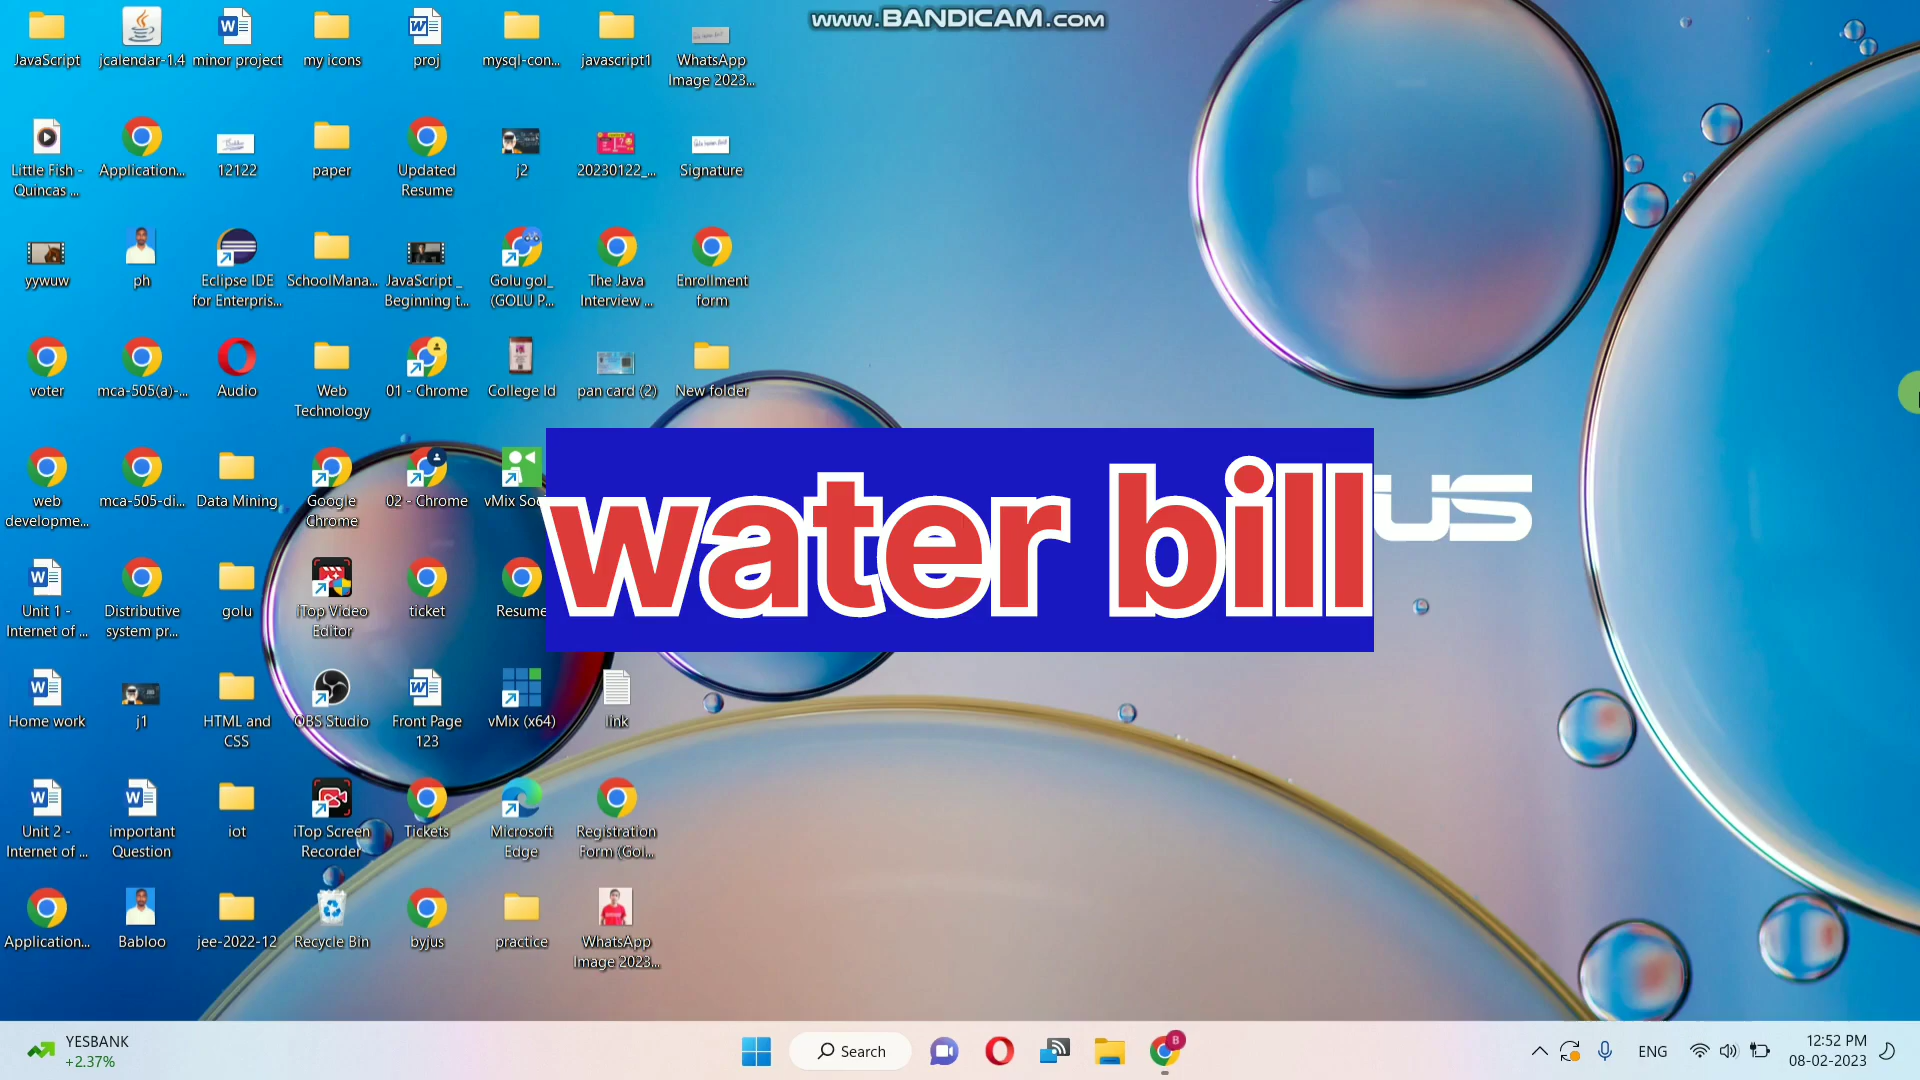 www.BANDICAM.com
JavaScript
jcalendar-1.4
minor project
my icons
proj
mysql-con...
javascript1
WhatsApp
Image 2023...
Little Fish -
Quincas ...
Application...
12122
paper
Updated
Resume
j2
20230122_...
Signature
yywuw
ph
Eclipse IDE
for Enterpris...
SchoolMana...
JavaScript _
Beginning t...
Golu gol_
(GOLU P...
The Java
Interview ...
Enrollment
form
voter
mca-505(a)-...
Audio
Web
Technology
01 - Chrome
College Id
pan card (2)
New folder
web
developme...
mca-505-di...
Data Mining
Google
Chrome
02 - Chrome
vMix Soc
water bill
US
Unit 1 -
Internet of ...
Distributive
system pr...
golu
iTop Video
Editor
ticket
Resume
Home work
j1
HTML and
CSS
OBS Studio
Front Page
123
vMix (x64)
link
Unit 2 -
Internet of ...
important
Question
iot
iTop Screen
Recorder
Tickets
Microsoft
Edge
Registration
Form (Gol...
Application...
Babloo
jee-2022-12
Recycle Bin
byjus
practice
WhatsApp
Image 2023...
YESBANK
+2.37%
Search
B
ENG
12:52 PM
08-02-2023